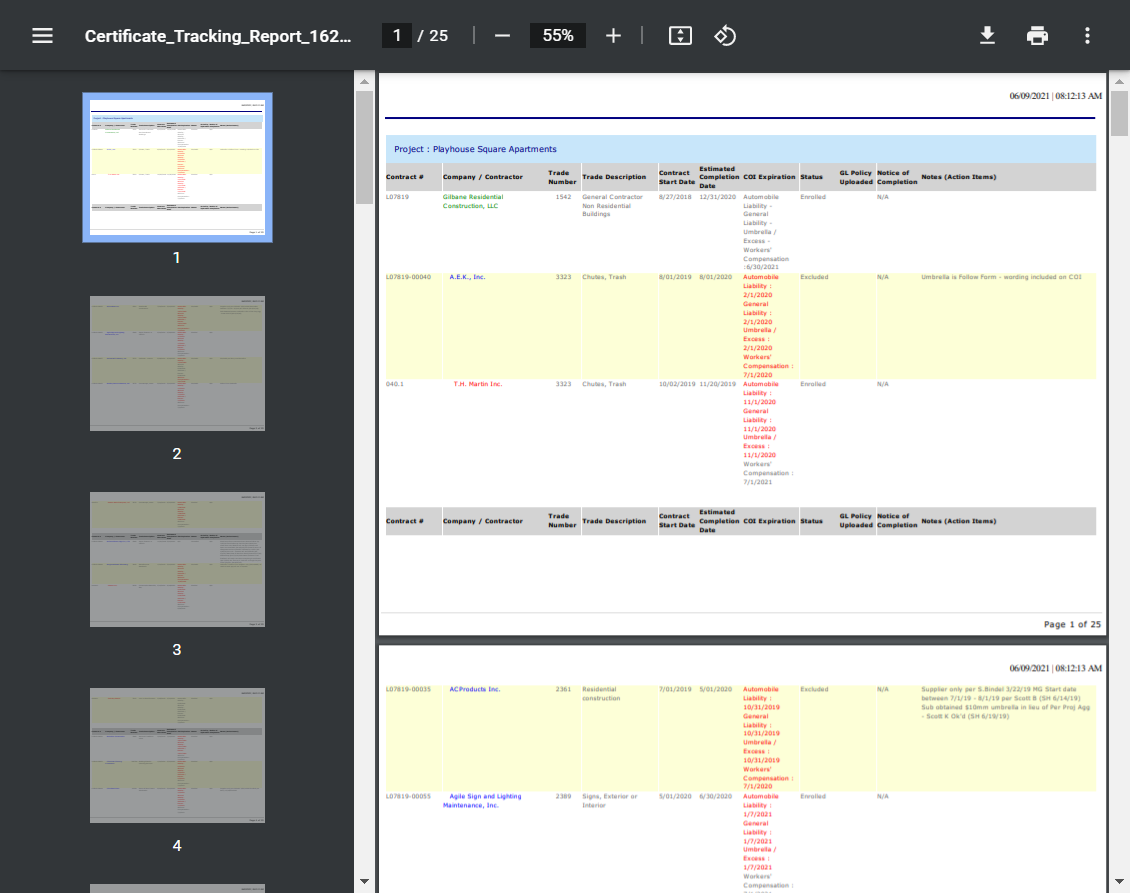 Certificate_Tracking_Report_162...
1 / 25
55%
1
2
3
4
06/09/2021 | 08:12:13 AM
Project : Playhouse Square Apartments
Contract # Company / Contractor Trade Number Trade Description Contract Start Date Estimated Completion Date COI Expiration Status GL Policy Uploaded Notice of Completion Notes (Action Items)
L07819 Gilbane Residential Construction, LLC 1542 General Contractor Non Residential Buildings 8/27/2018 12/31/2020 Automobile Liability - General Liability - Umbrella / Excess - Workers' Compensation :6/30/2021 Enrolled N/A
L07819-00040 A.E.K., Inc. 3323 Chutes, Trash 8/01/2019 8/01/2020 Automobile Liability : 2/1/2020 General Liability : 2/1/2020 Umbrella / Excess : 2/1/2020 Workers' Compensation : 7/1/2020 Excluded N/A Umbrella is Follow Form - wording included on COI
040.1 T.H. Martin Inc. 3323 Chutes, Trash 10/02/2019 11/20/2019 Automobile Liability : 11/1/2020 General Liability : 11/1/2020 Umbrella / Excess : 11/1/2020 Workers' Compensation : 7/1/2021 Enrolled N/A
Contract # Company / Contractor Trade Number Trade Description Contract Start Date Estimated Completion Date COI Expiration Status GL Policy Uploaded Notice of Completion Notes (Action Items)
Page 1 of 25
06/09/2021 | 08:12:13 AM
L07819-00035 ACProducts Inc. 2361 Residential construction 7/01/2019 5/01/2020 Automobile Liability : 10/31/2019 General Liability : 10/31/2019 Umbrella / Excess : 10/31/2019 Workers' Compensation : 7/1/2020 Excluded N/A Supplier only per S.Bindel 3/22/19 MG Start date between 7/1/19 - 8/1/19 per Scott B (SH 6/14/19) Sub obtained $10mm umbrella in lieu of Per Proj Agg - Scott K Ok'd (SH 6/19/19)
L07819-00055 Agile Sign and Lighting Maintenance, Inc. 2389 Signs, Exterior or Interior 5/01/2020 6/30/2020 Automobile Liability : 1/7/2021 General Liability : 1/7/2021 Umbrella / Excess : 1/7/2021 Workers' Compensation : Enrolled N/A